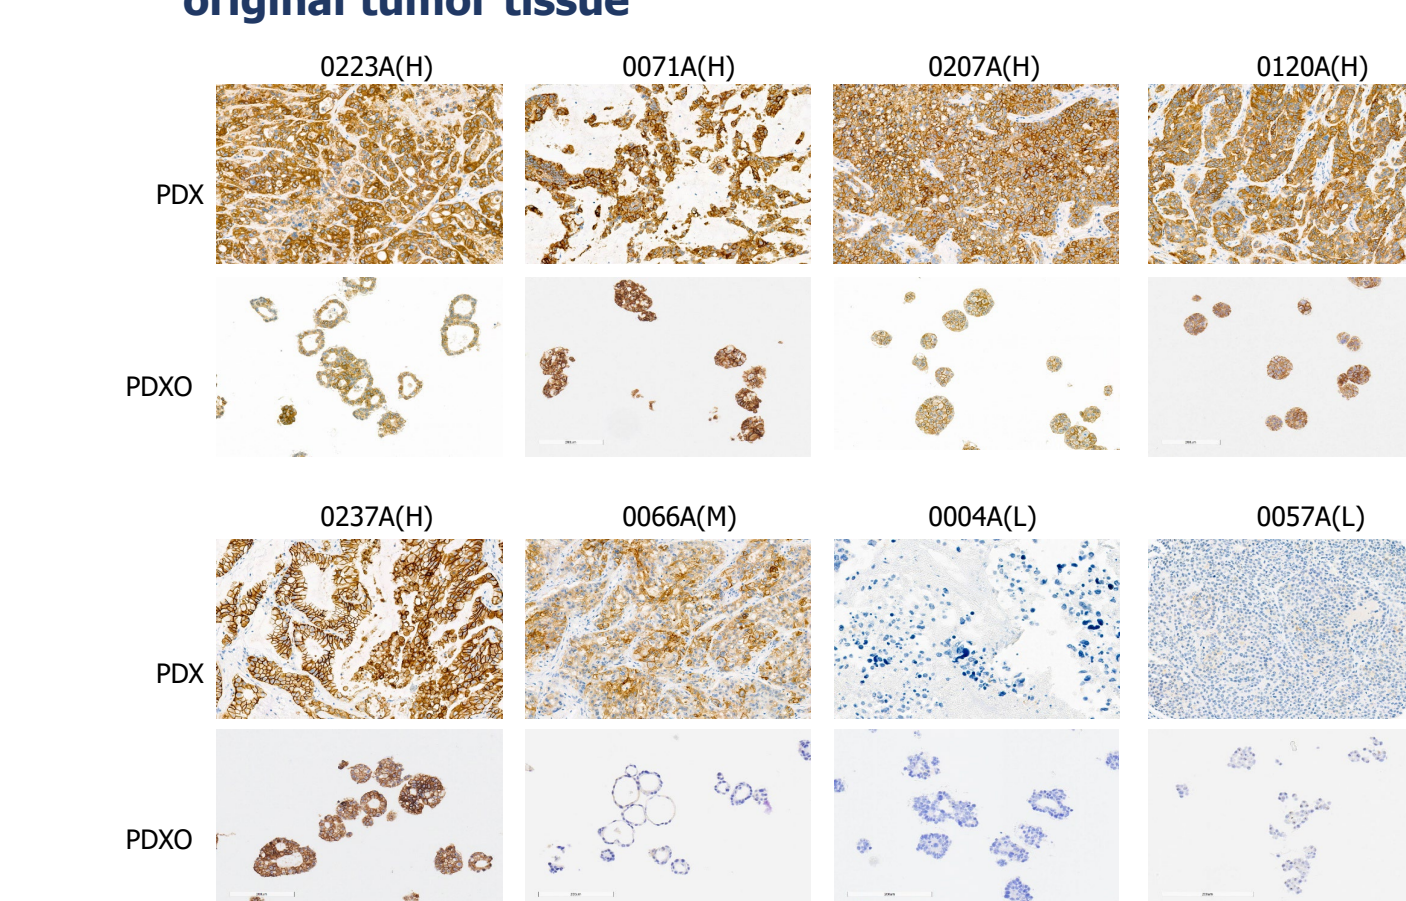 original tumor tissue
0223A(H) 0071A(H) 0207A(H) 0120A(H)
PDX
PDXO
0237A(H) 0066A(M) 0004A(L) 0057A(L)
PDX
PDXO